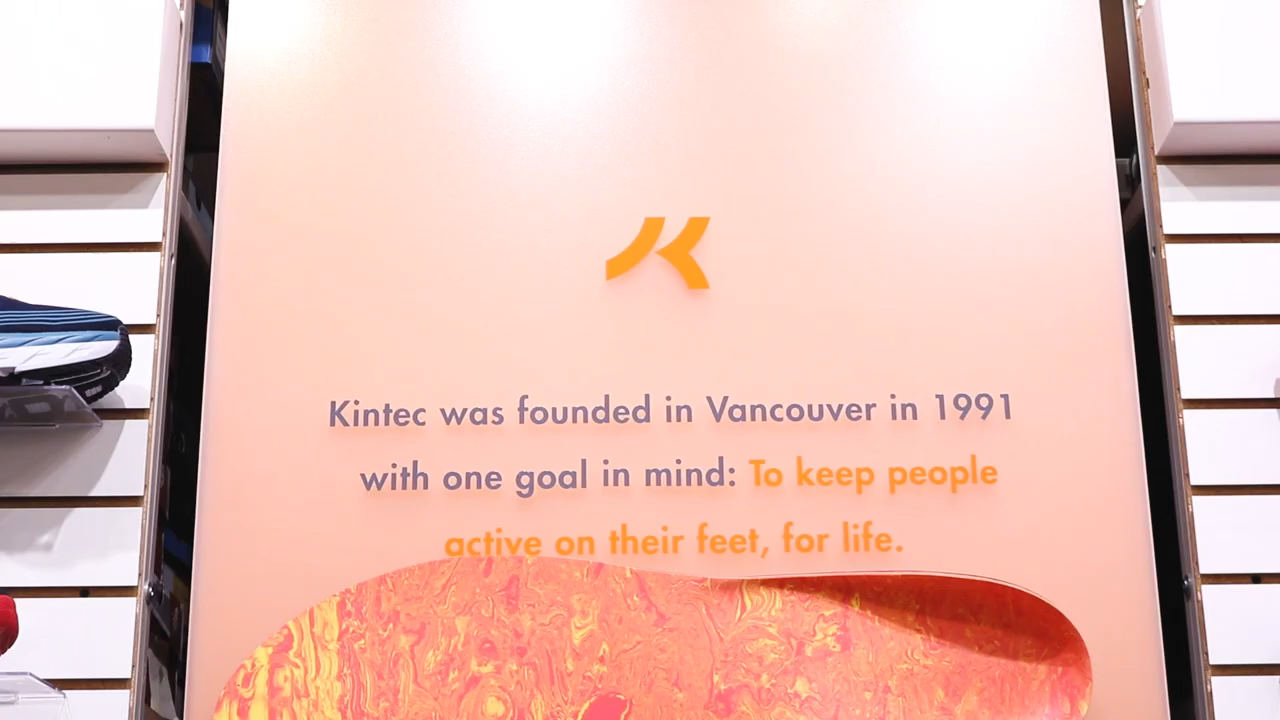 Kintec was founded in Vancouver in 1991
with one goal in mind: To keep people
active on their feet, for life.